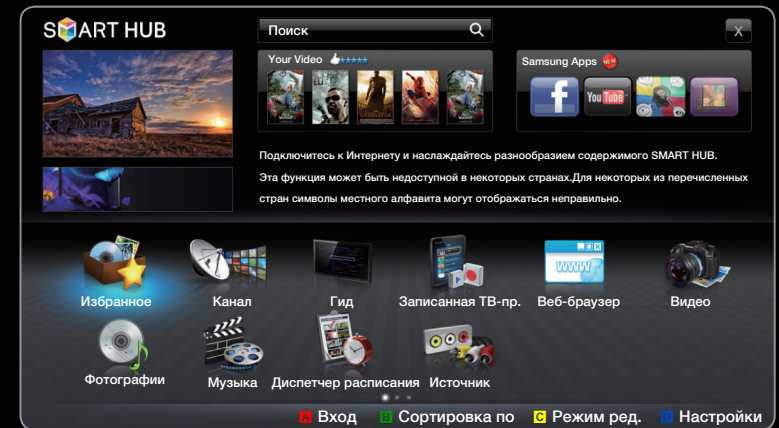 SMART HUB
Поиск
X
Your Video
Samsung Apps NEW
You Tube
Подключитесь к Интернету и наслаждайтесь разнообразием содержимого SMART HUB.
Эта функция может быть недоступной в некоторых странах.Для некоторых из перечисленных
стран символы местного алфавита могут отображаться неправильно.
www
Избранное Канал Гид Записанная ТВ-пр. Веб-браузер Видео
Фотографии Музыка Диспетчер расписания Источник
A Вход B Сортировка по C Режим ред. D Настройки